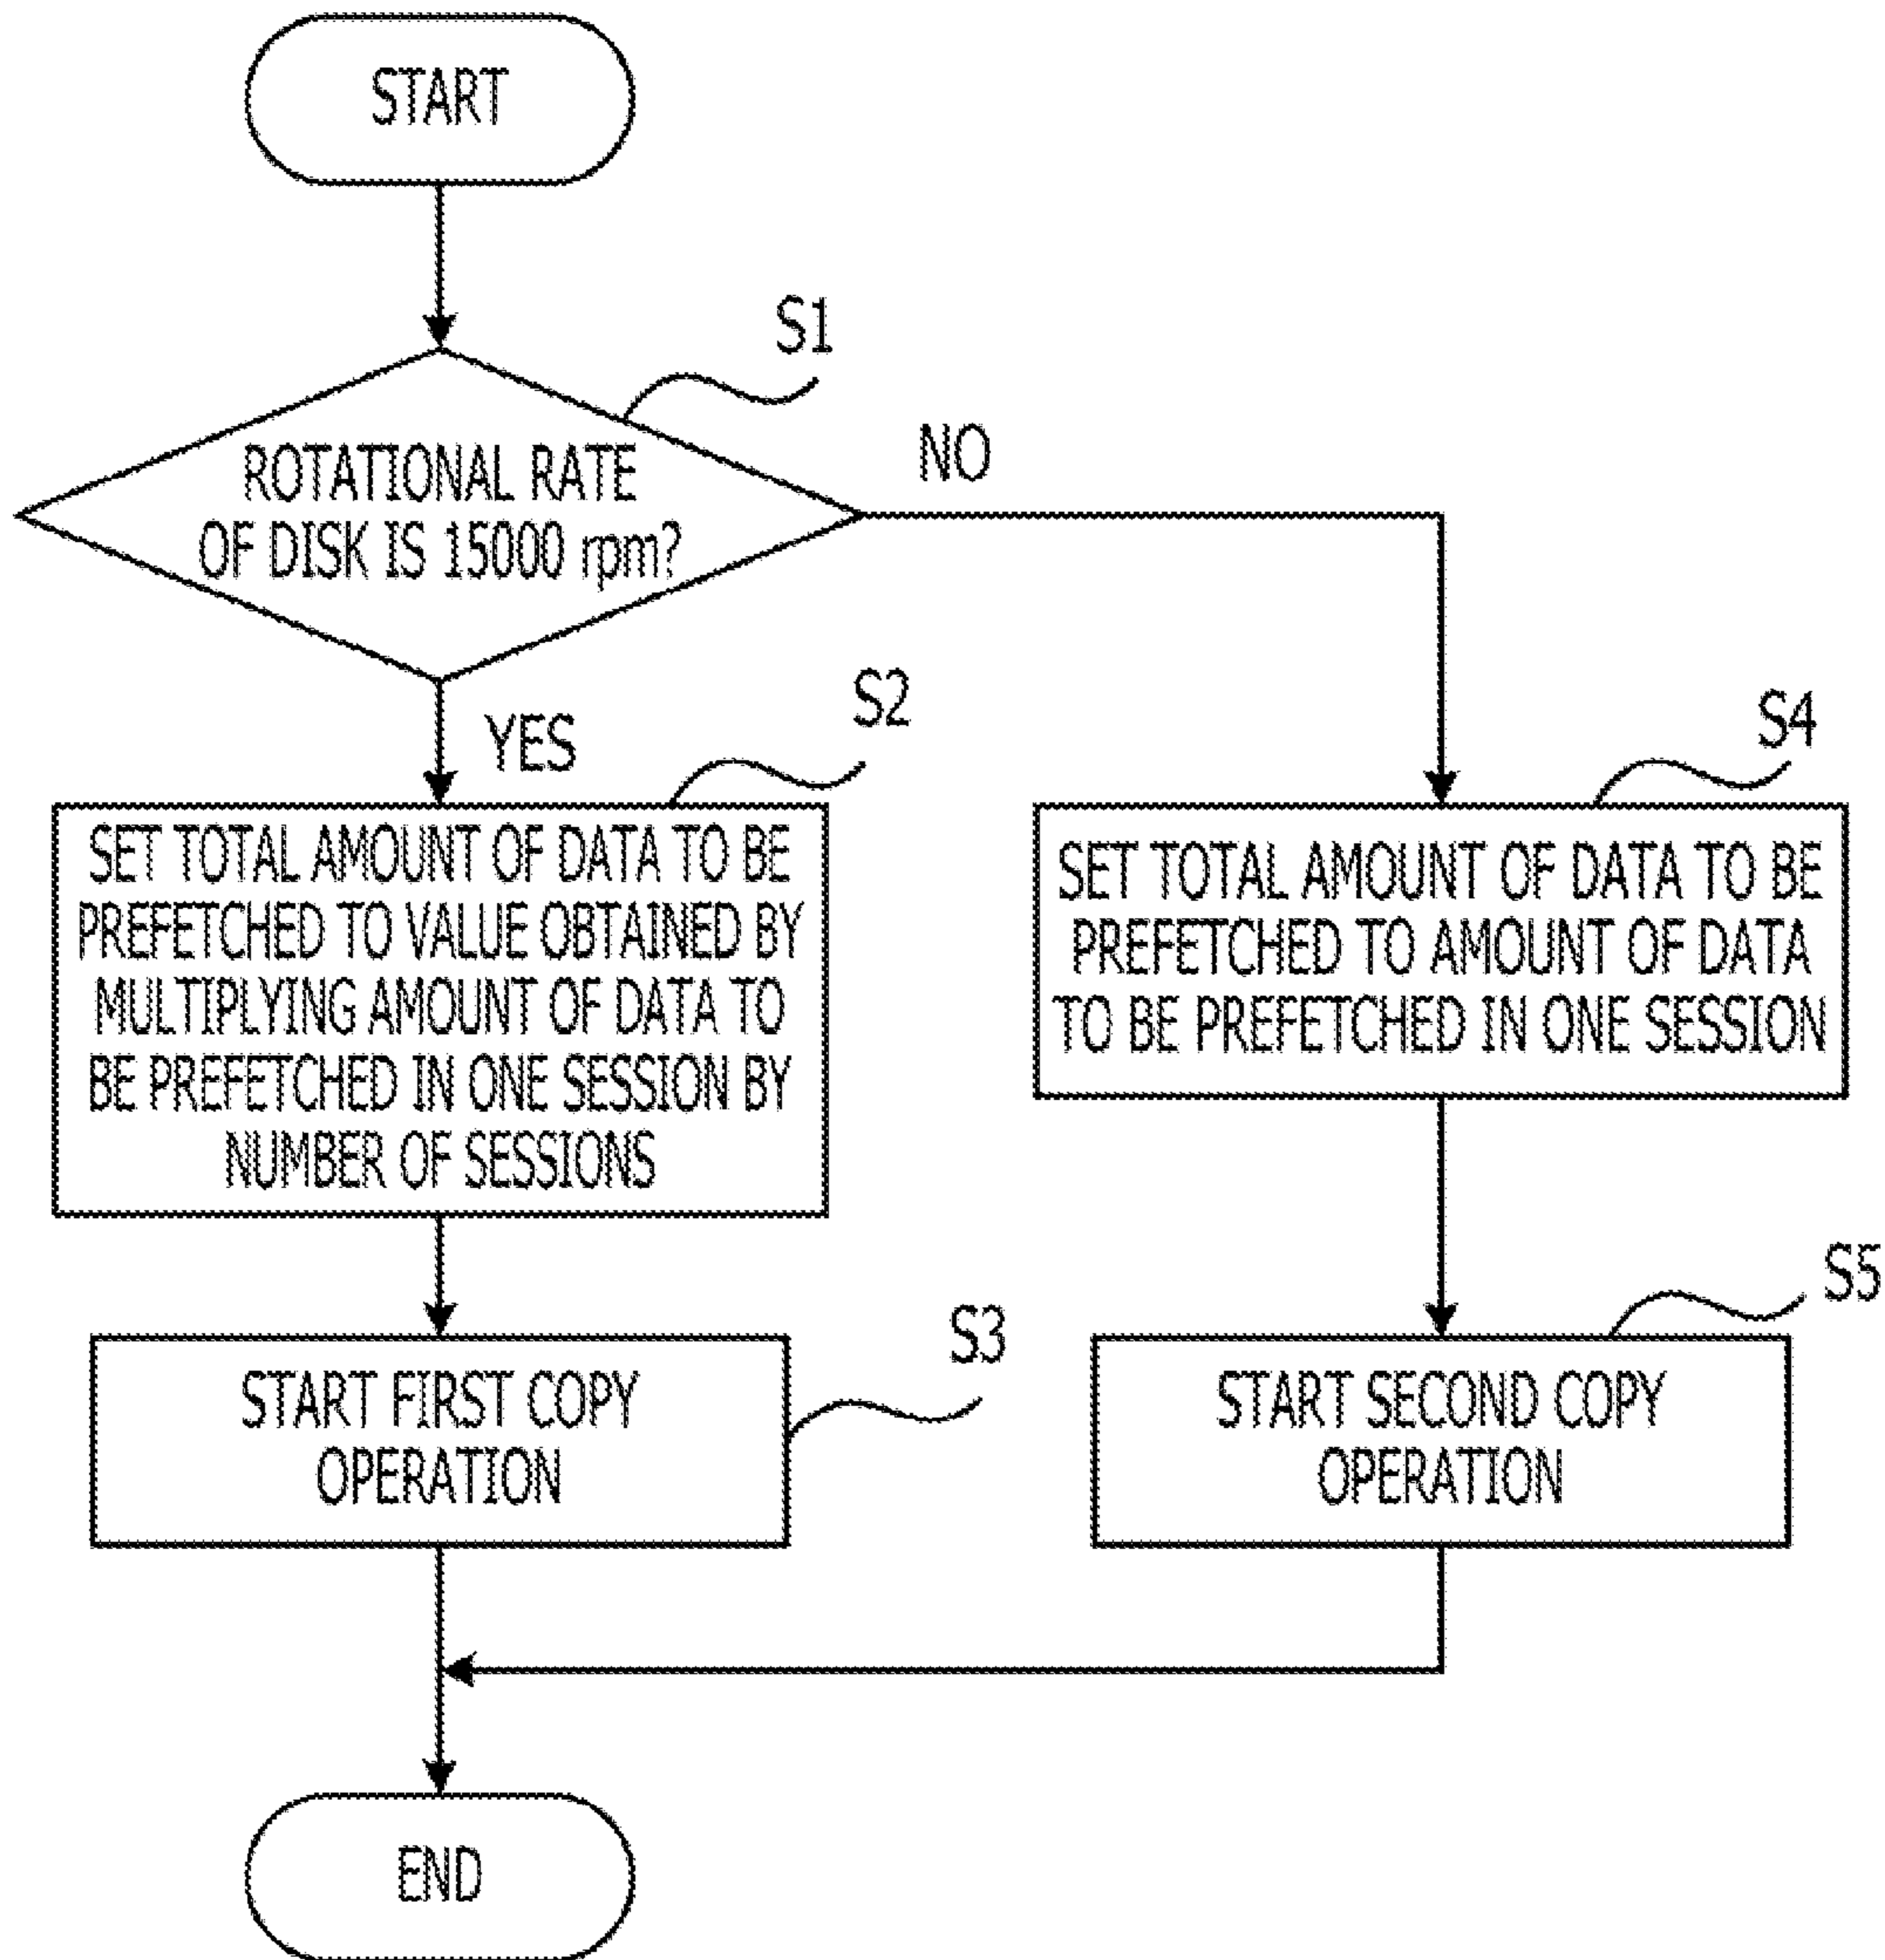 START
S1
ROTATIONAL RATE
OF DISK IS 15000 rpm?
NO
YES
S2
SET TOTAL AMOUNT OF DATA TO BE
PREFETCHED TO VALUE OBTAINED BY
MULTIPLYING AMOUNT OF DATA TO
BE PREFETCHED IN ONE SESSION BY
NUMBER OF SESSIONS
S4
SET TOTAL AMOUNT OF DATA TO BE
PREFETCHED TO AMOUNT OF DATA
TO BE PREFETCHED IN ONE SESSION
S3
START FIRST COPY
OPERATION
S5
START SECOND COPY
OPERATION
END